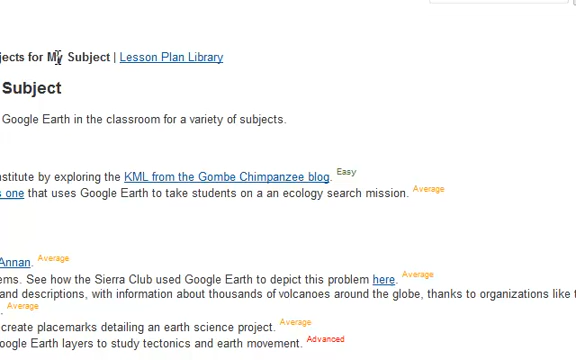 jects for My Subject | Lesson Plan Library
Subject
Google Earth in the classroom for a variety of subjects.
nstitute by exploring the KML from the Gombe Chimpanzee blog. Easy
s one that uses Google Earth to take students on a an ecology search mission. Average
Annan. Average
ems. See how the Sierra Club used Google Earth to depict this problem here. Average
and descriptions, with information about thousands of volcanoes around the globe, thanks to organizations like t
. Average
create placemarks detailing an earth science project. Average
oogle Earth layers to study tectonics and earth movement. Advanced